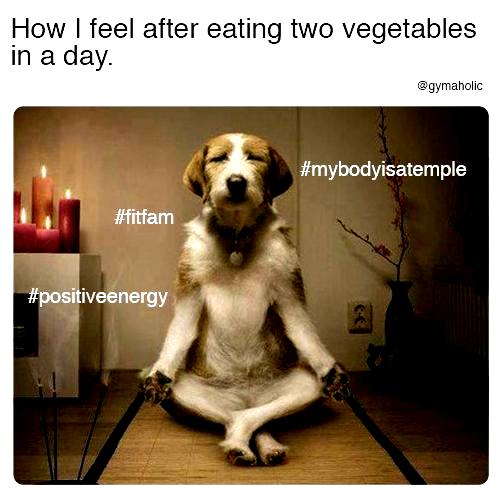 How I feel after eating two vegetables
in a day.
@gymaholic
#mybodyisatemple
#fitfam
#positiveenergy